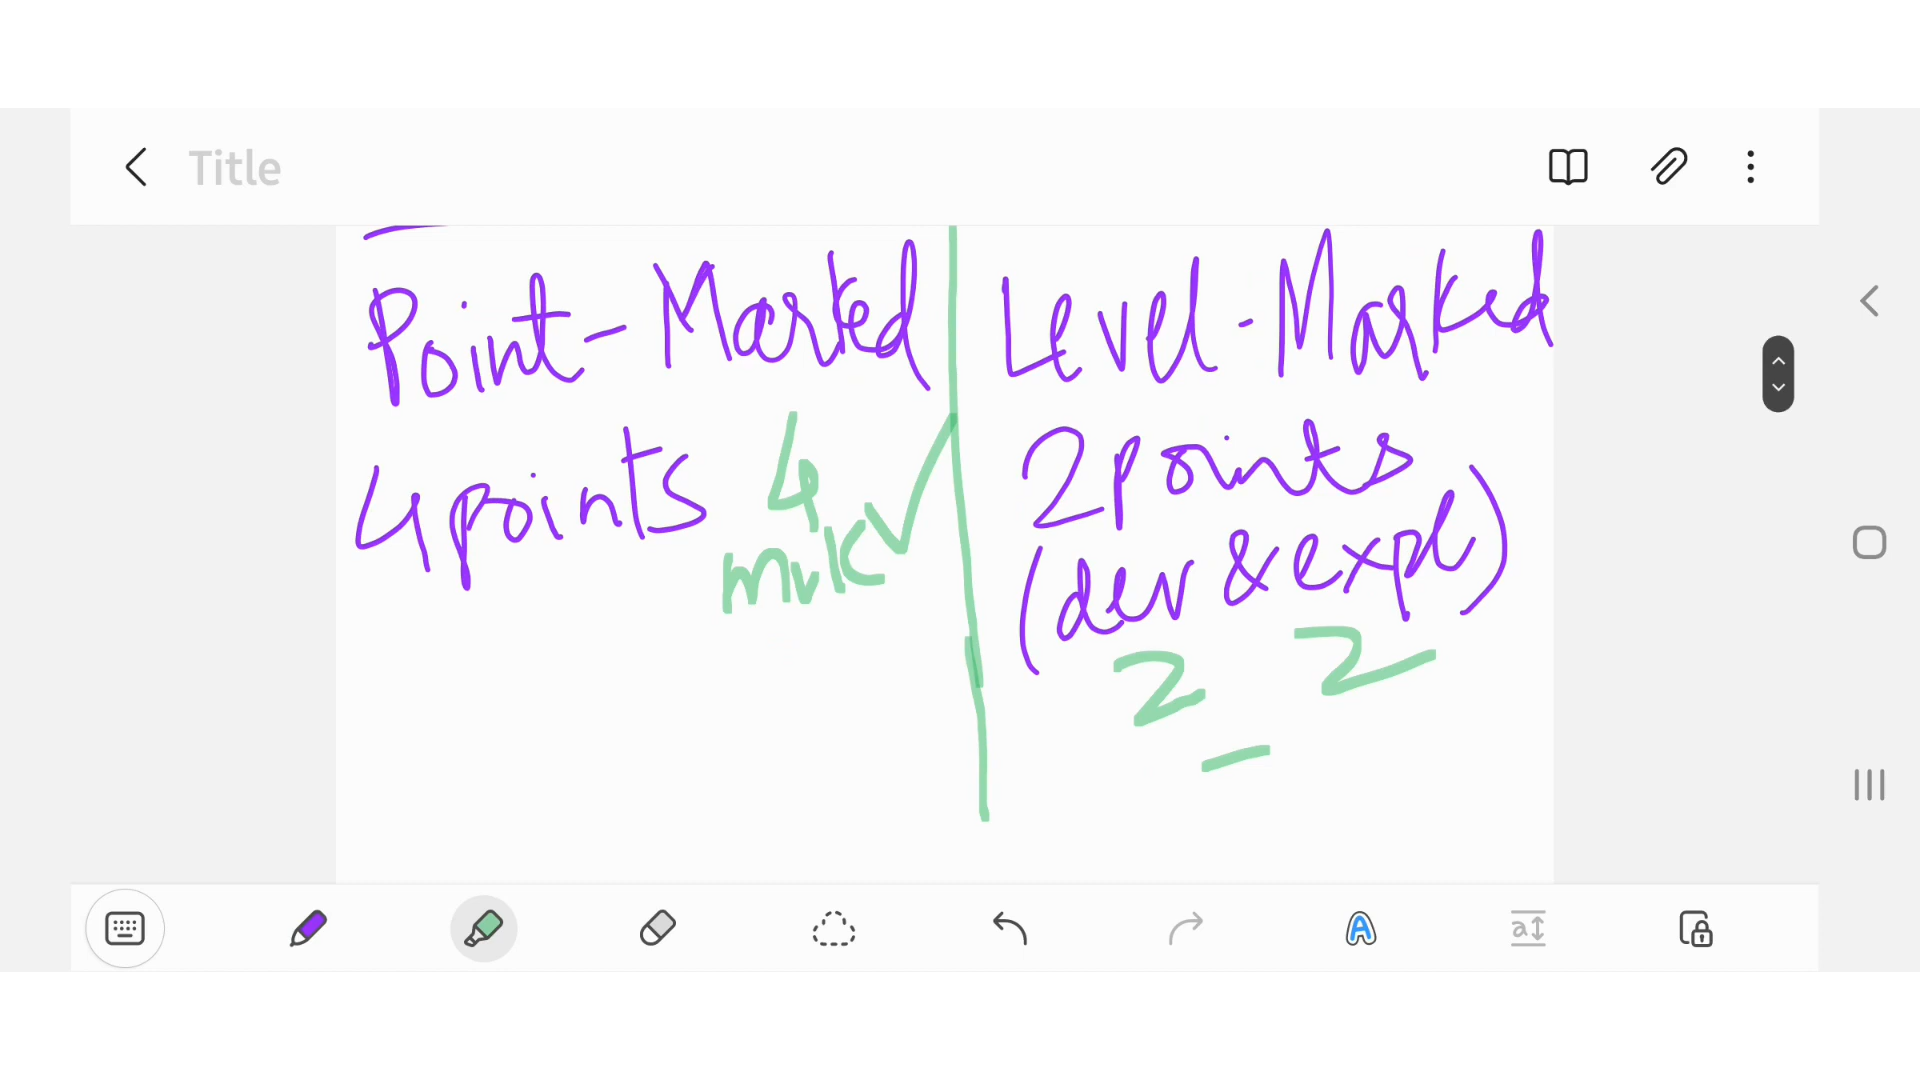 Title
Point-Marked
4 points
4
mrk
Level-Marked
2 points
(dev & expl)
2 2